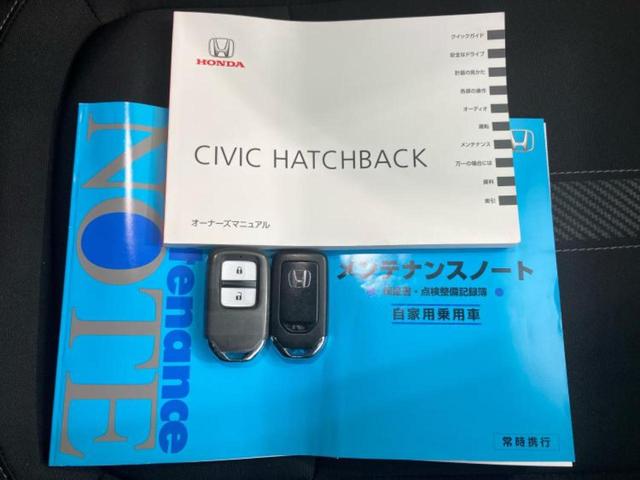 HONDA
CIVIC HATCHBACK
オーナーズマニュアル
クイックガイド
安全なドライブ
計器の見かた
各部の操作
オーディオ
運転
メンテナンス
万一の場合には
資料
索引
NOTE
tenance
メンテナンスノート
保証書・点検整備記録簿
自家用乗用車
常時携行